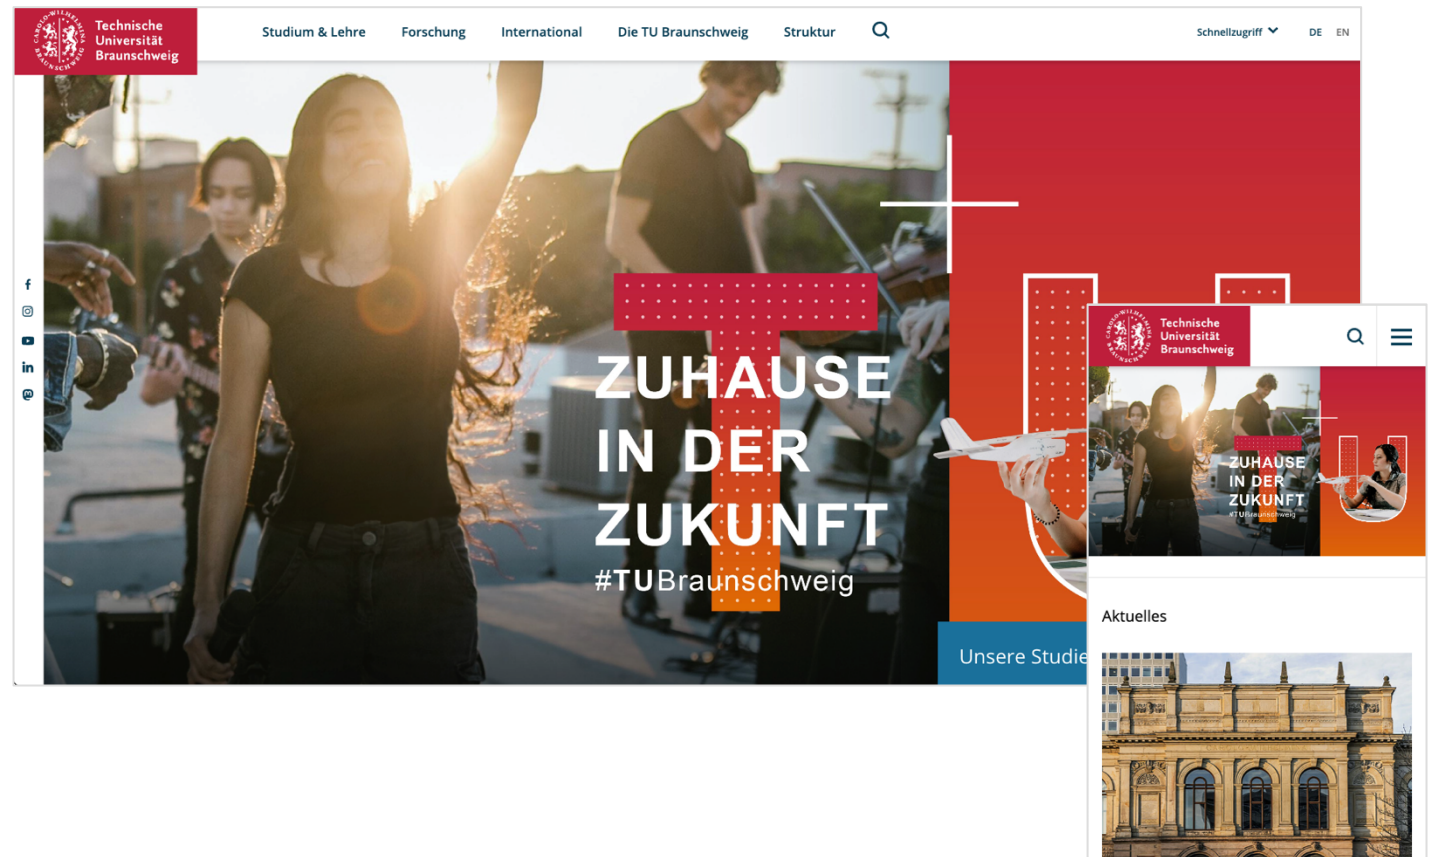 Technische
Universität
Braunschweig
Studium & Lehre
Forschung
International
Die TU Braunschweig
Struktur
Schnellzugriff
DE
EN
ZUHAUSE
IN DER
ZUKUNFT
#TUBraunschweig
Unsere Studie
Technische
Universität
Braunschweig
ZUHAUSE
IN DER
ZUKUNFT
#TUBraunschweig
Aktuelles